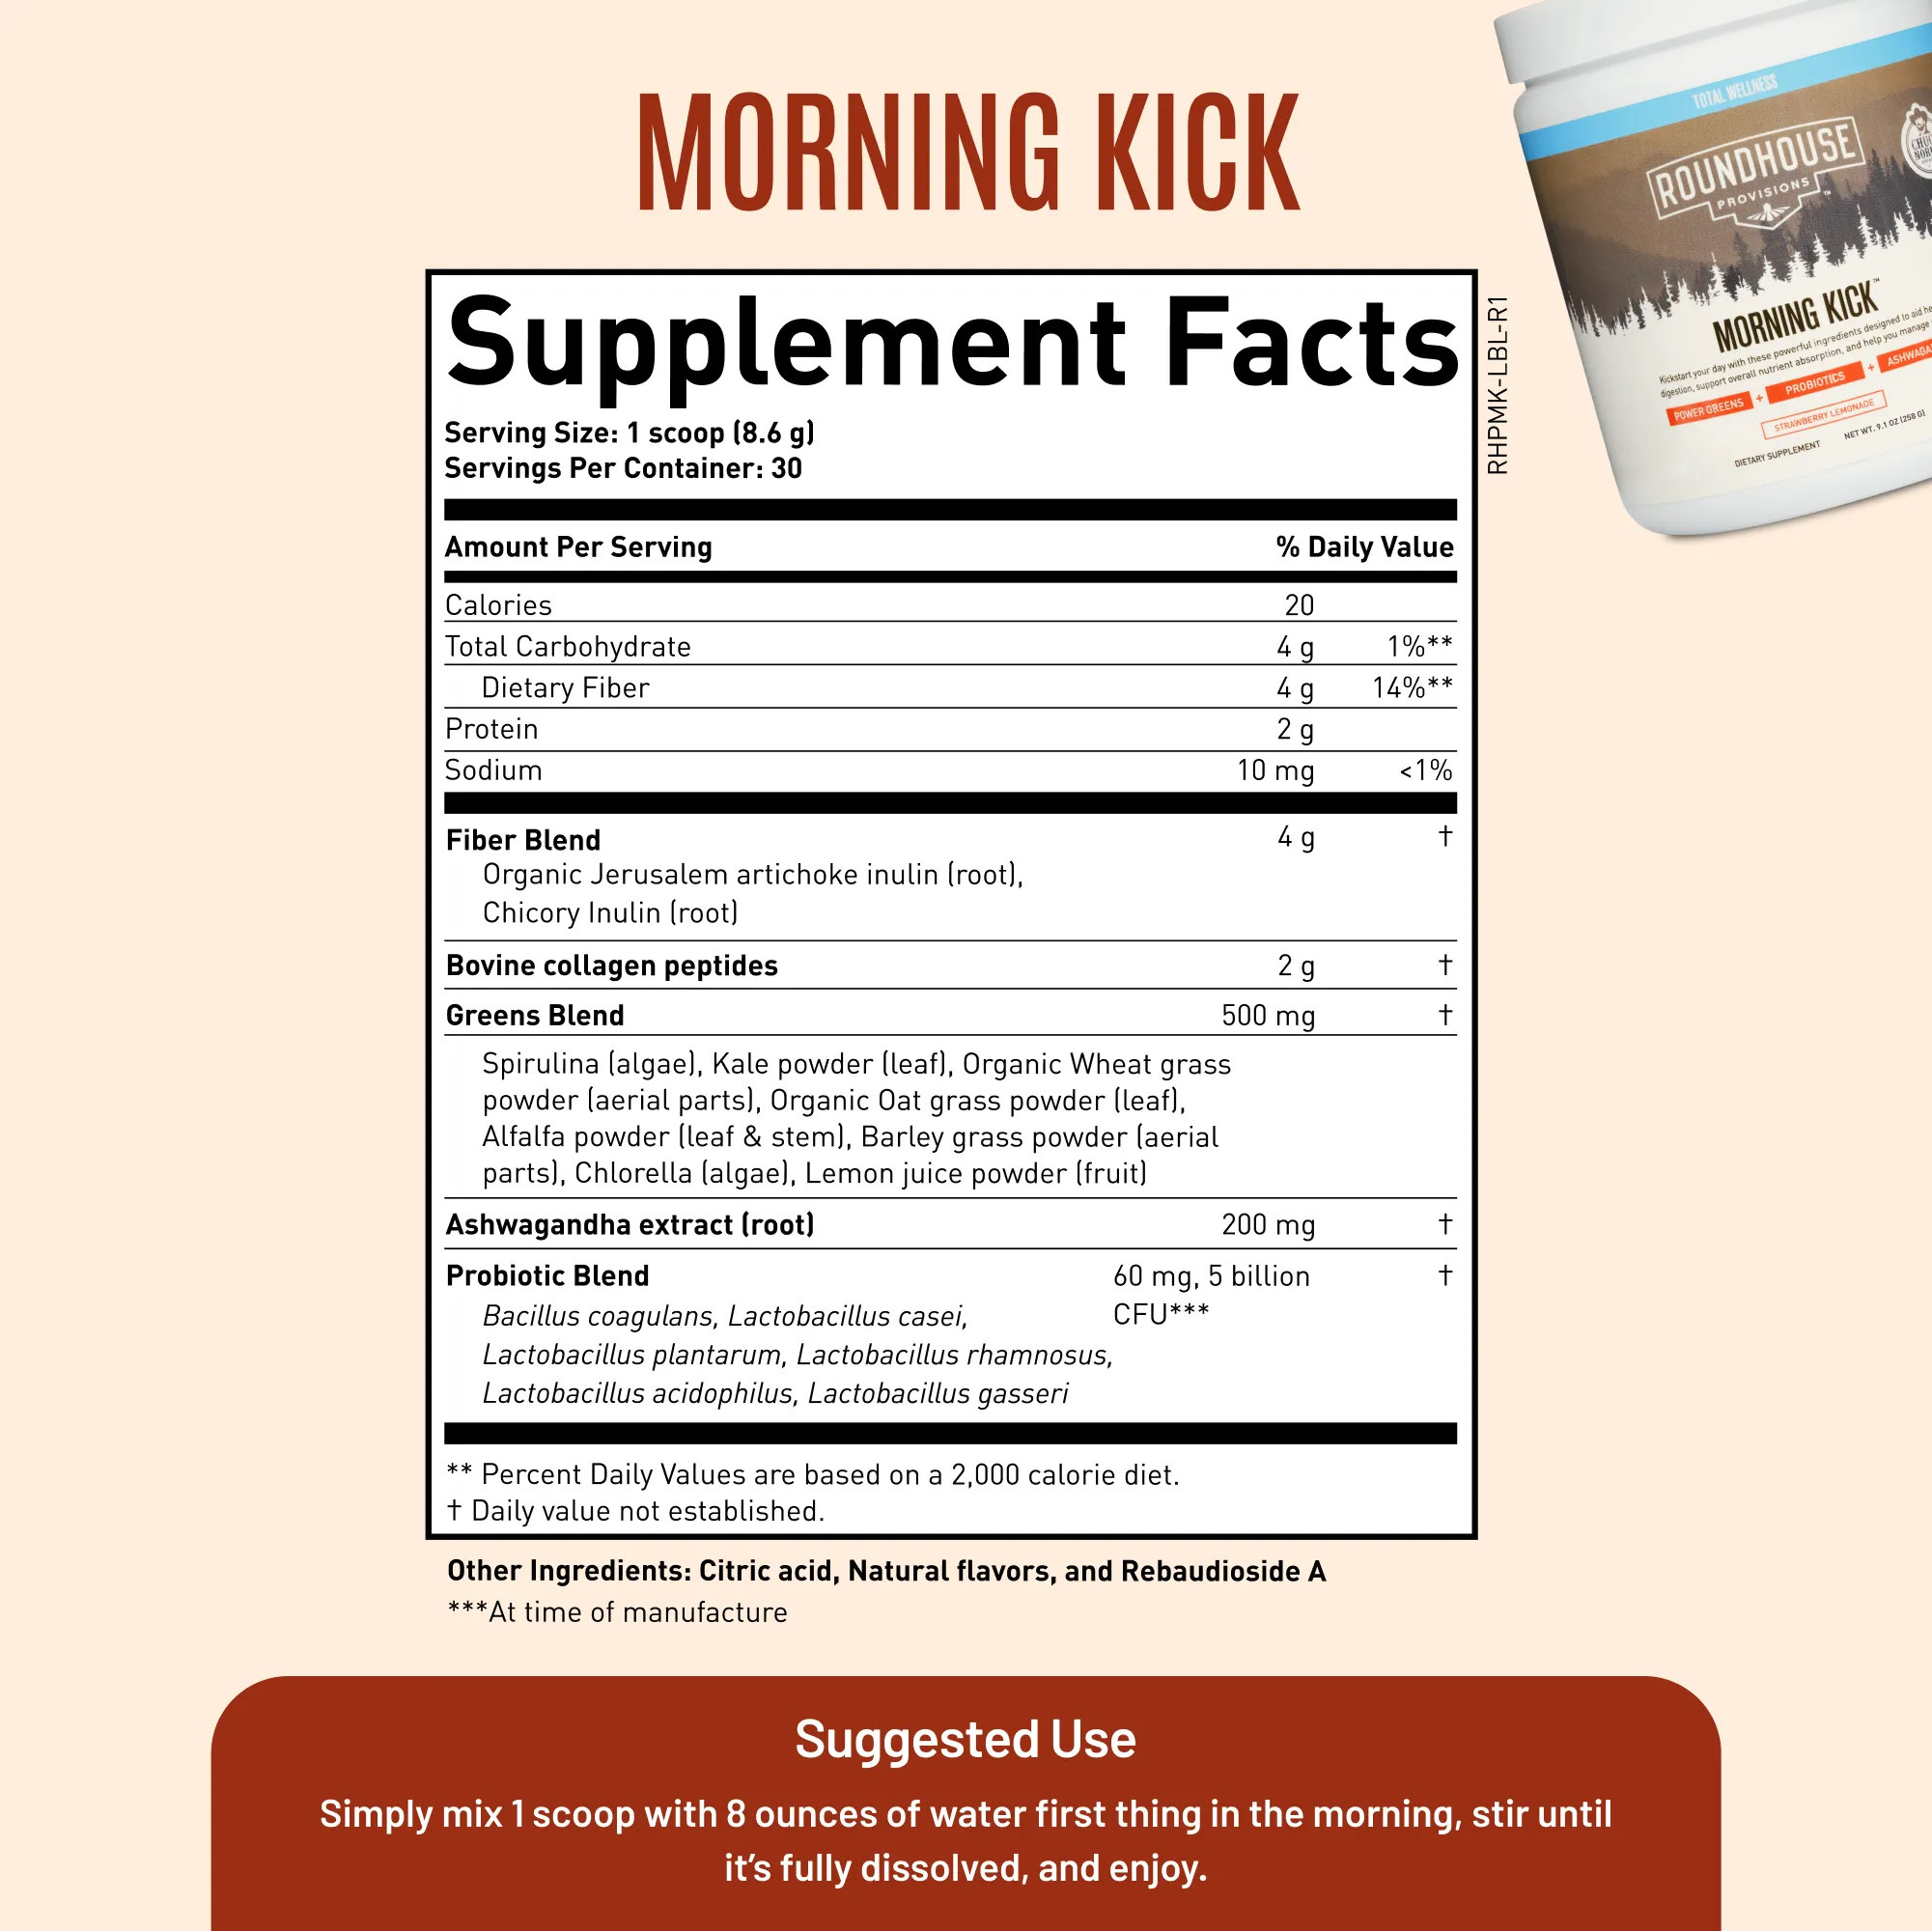 MORNING KICK
TOTAL WELLNESS
ROUNDHOUSE
PROVISIONS™
MORNING KICK™
Kickstart your day with these powerful ingredients designed to aid
digestion, support overall nutrient absorption, and help you manage
POWER GREENS + PROBIOTICS +
STRAWBERRY LEMONADE
DIETARY SUPPLEMENT NET WT. 9.1 OZ (258 G)
RHPMK-LBL-R1
Supplement Facts
Serving Size: 1 scoop (8.6 g)
Servings Per Container: 30
Amount Per Serving % Daily Value
Calories 20
Total Carbohydrate 4 g 1%**
Dietary Fiber 4 g 14%**
Protein 2 g
Sodium 10 mg <1%
Fiber Blend 4 g †
Organic Jerusalem artichoke inulin (root),
Chicory Inulin (root)
Bovine collagen peptides 2 g †
Greens Blend 500 mg †
Spirulina (algae), Kale powder (leaf), Organic Wheat grass
powder (aerial parts), Organic Oat grass powder (leaf),
Alfalfa powder (leaf & stem), Barley grass powder (aerial
parts), Chlorella (algae), Lemon juice powder (fruit)
Ashwagandha extract (root) 200 mg †
Probiotic Blend 60 mg, 5 billion †
Bacillus coagulans, Lactobacillus casei, CFU***
Lactobacillus plantarum, Lactobacillus rhamnosus,
Lactobacillus acidophilus, Lactobacillus gasseri
** Percent Daily Values are based on a 2,000 calorie diet.
† Daily value not established.
Other Ingredients: Citric acid, Natural flavors, and Rebaudioside A
***At time of manufacture
Suggested Use
Simply mix 1 scoop with 8 ounces of water first thing in the morning, stir until
it’s fully dissolved, and enjoy.